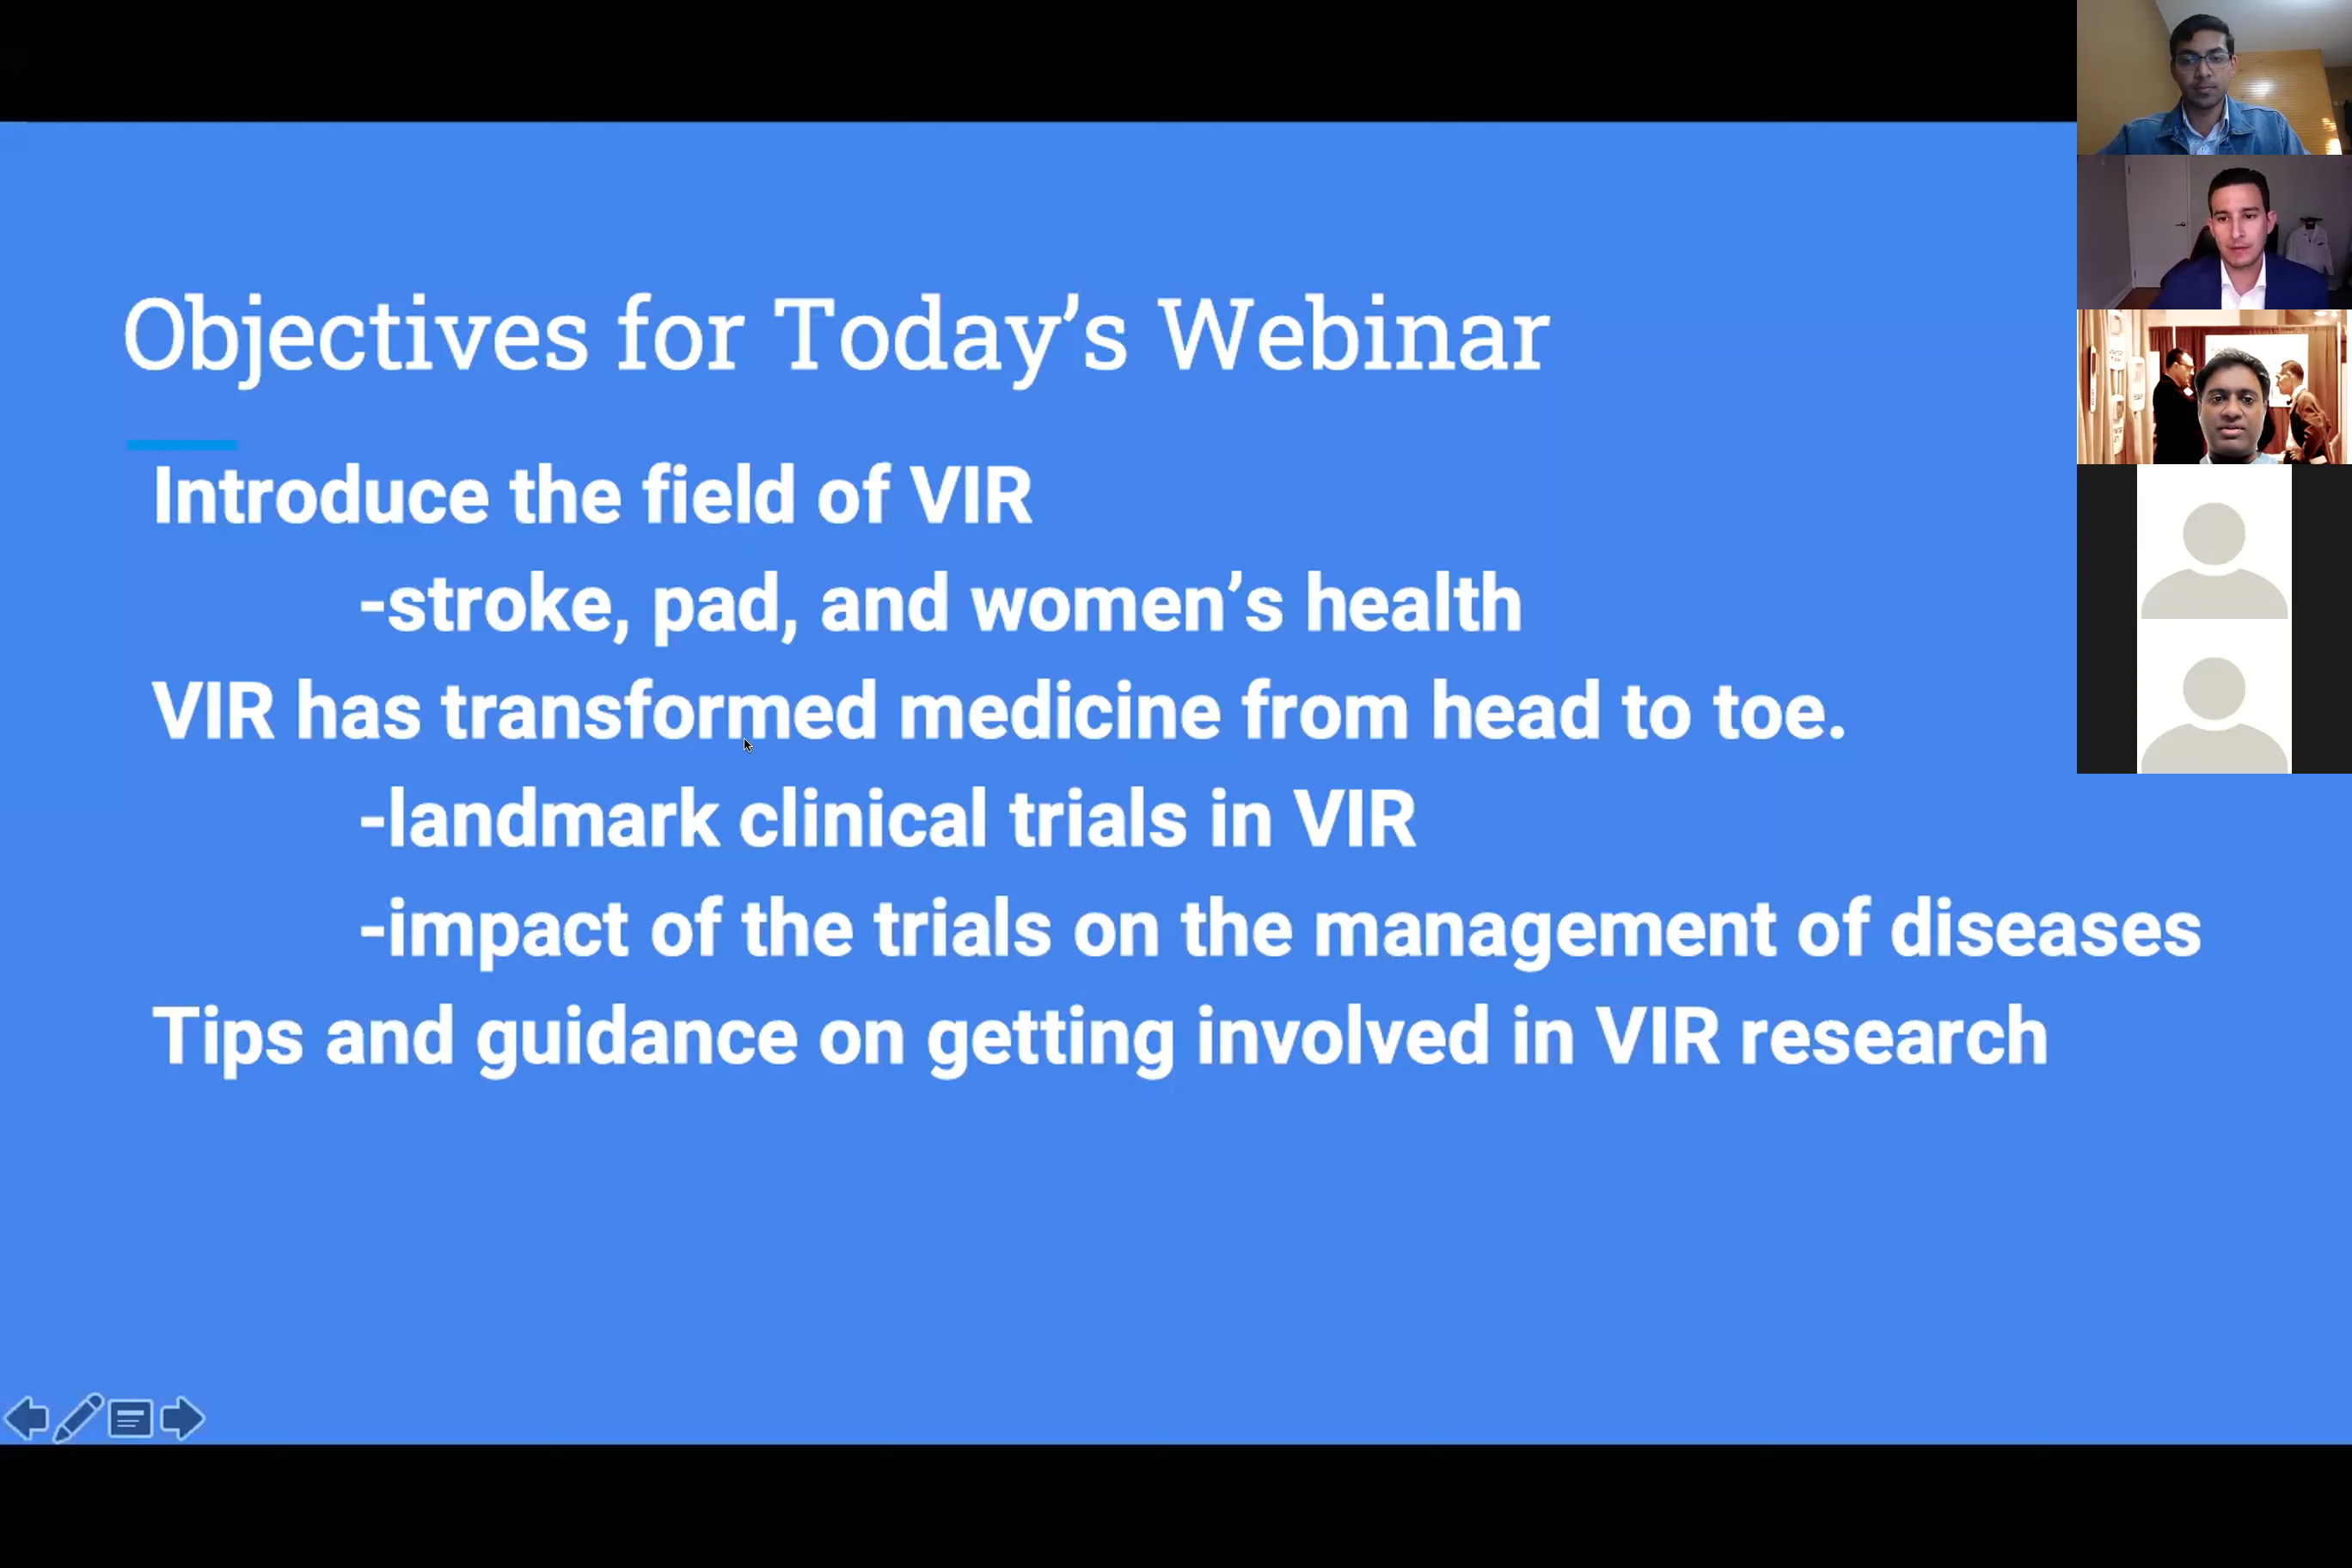 Objectives for Today’s Webinar
Introduce the field of VIR
-stroke, pad, and women’s health
VIR has transformed medicine from head to toe.
-landmark clinical trials in VIR
-impact of the trials on the management of diseases
Tips and guidance on getting involved in VIR research